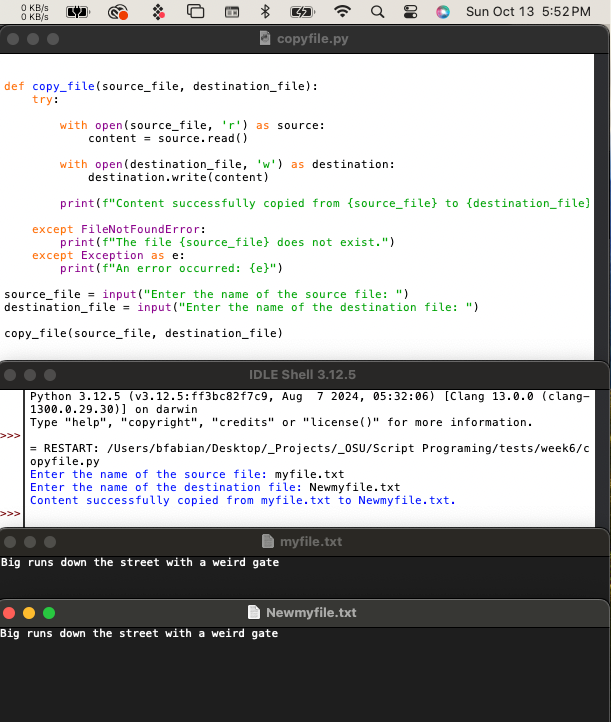 0 KB/s
0 KB/s
Sun Oct 13 5:52 PM
copyfile.py
def copy_file(source_file, destination_file):
    try:
        with open(source_file, 'r') as source:
            content = source.read()
        with open(destination_file, 'w') as destination:
            destination.write(content)
        print(f"Content successfully copied from {source_file} to {destination_file}
    except FileNotFoundError:
        print(f"The file {source_file} does not exist.")
    except Exception as e:
        print(f"An error occurred: {e}")
source_file = input("Enter the name of the source file: ")
destination_file = input("Enter the name of the destination file: ")
copy_file(source_file, destination_file)
IDLE Shell 3.12.5
Python 3.12.5 (v3.12.5:ff3bc82f7c9, Aug  7 2024, 05:32:06) [Clang 13.0.0 (clang-
1300.0.29.30)] on darwin
Type "help", "copyright", "credits" or "license()" for more information.
>>>
= RESTART: /Users/bfabian/Desktop/_Projects/_OSU/Script Programing/tests/week6/c
opyfile.py
Enter the name of the source file: myfile.txt
Enter the name of the destination file: Newmyfile.txt
Content successfully copied from myfile.txt to Newmyfile.txt.
>>>
myfile.txt
Big runs down the street with a weird gate
Newmyfile.txt
Big runs down the street with a weird gate